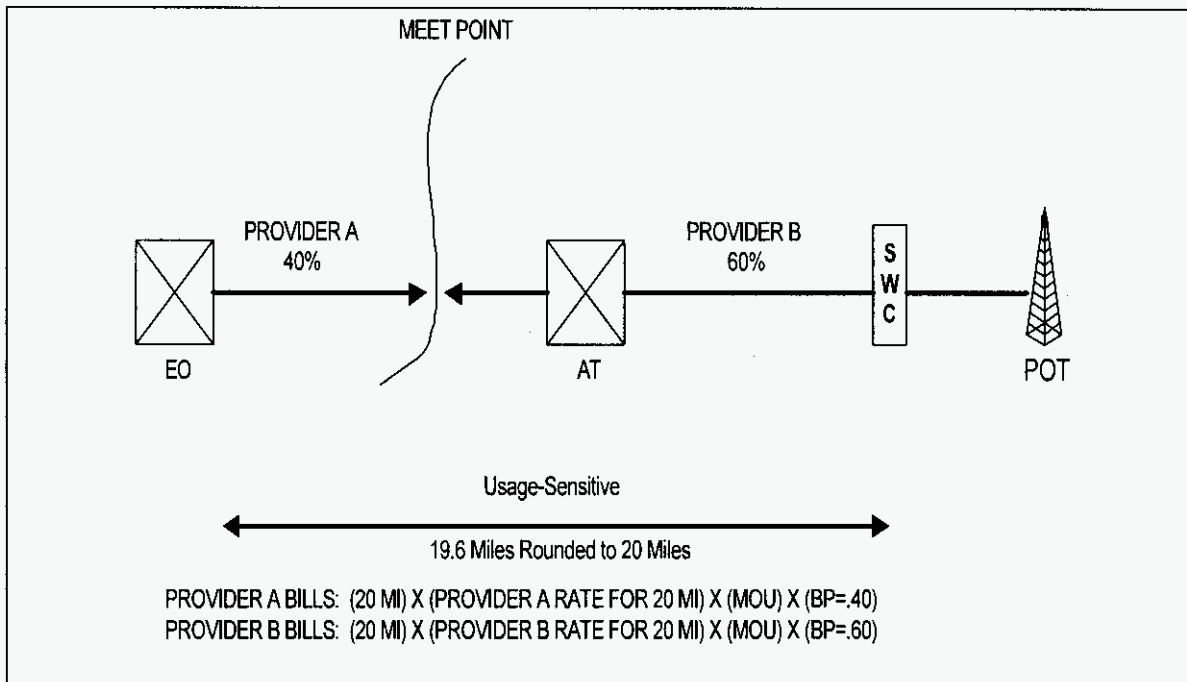 MEET POINT
PROVIDER A
40%
PROVIDER B
60%
S
W
C
EO
AT
POT
Usage-Sensitive
19.6 Miles Rounded to 20 Miles
PROVIDER A BILLS: (20 MI) X (PROVIDER A RATE FOR 20 MI) X (MOU) X (BP=.40)
PROVIDER B BILLS: (20 MI) X (PROVIDER B RATE FOR 20 MI) X (MOU) X (BP=.60)